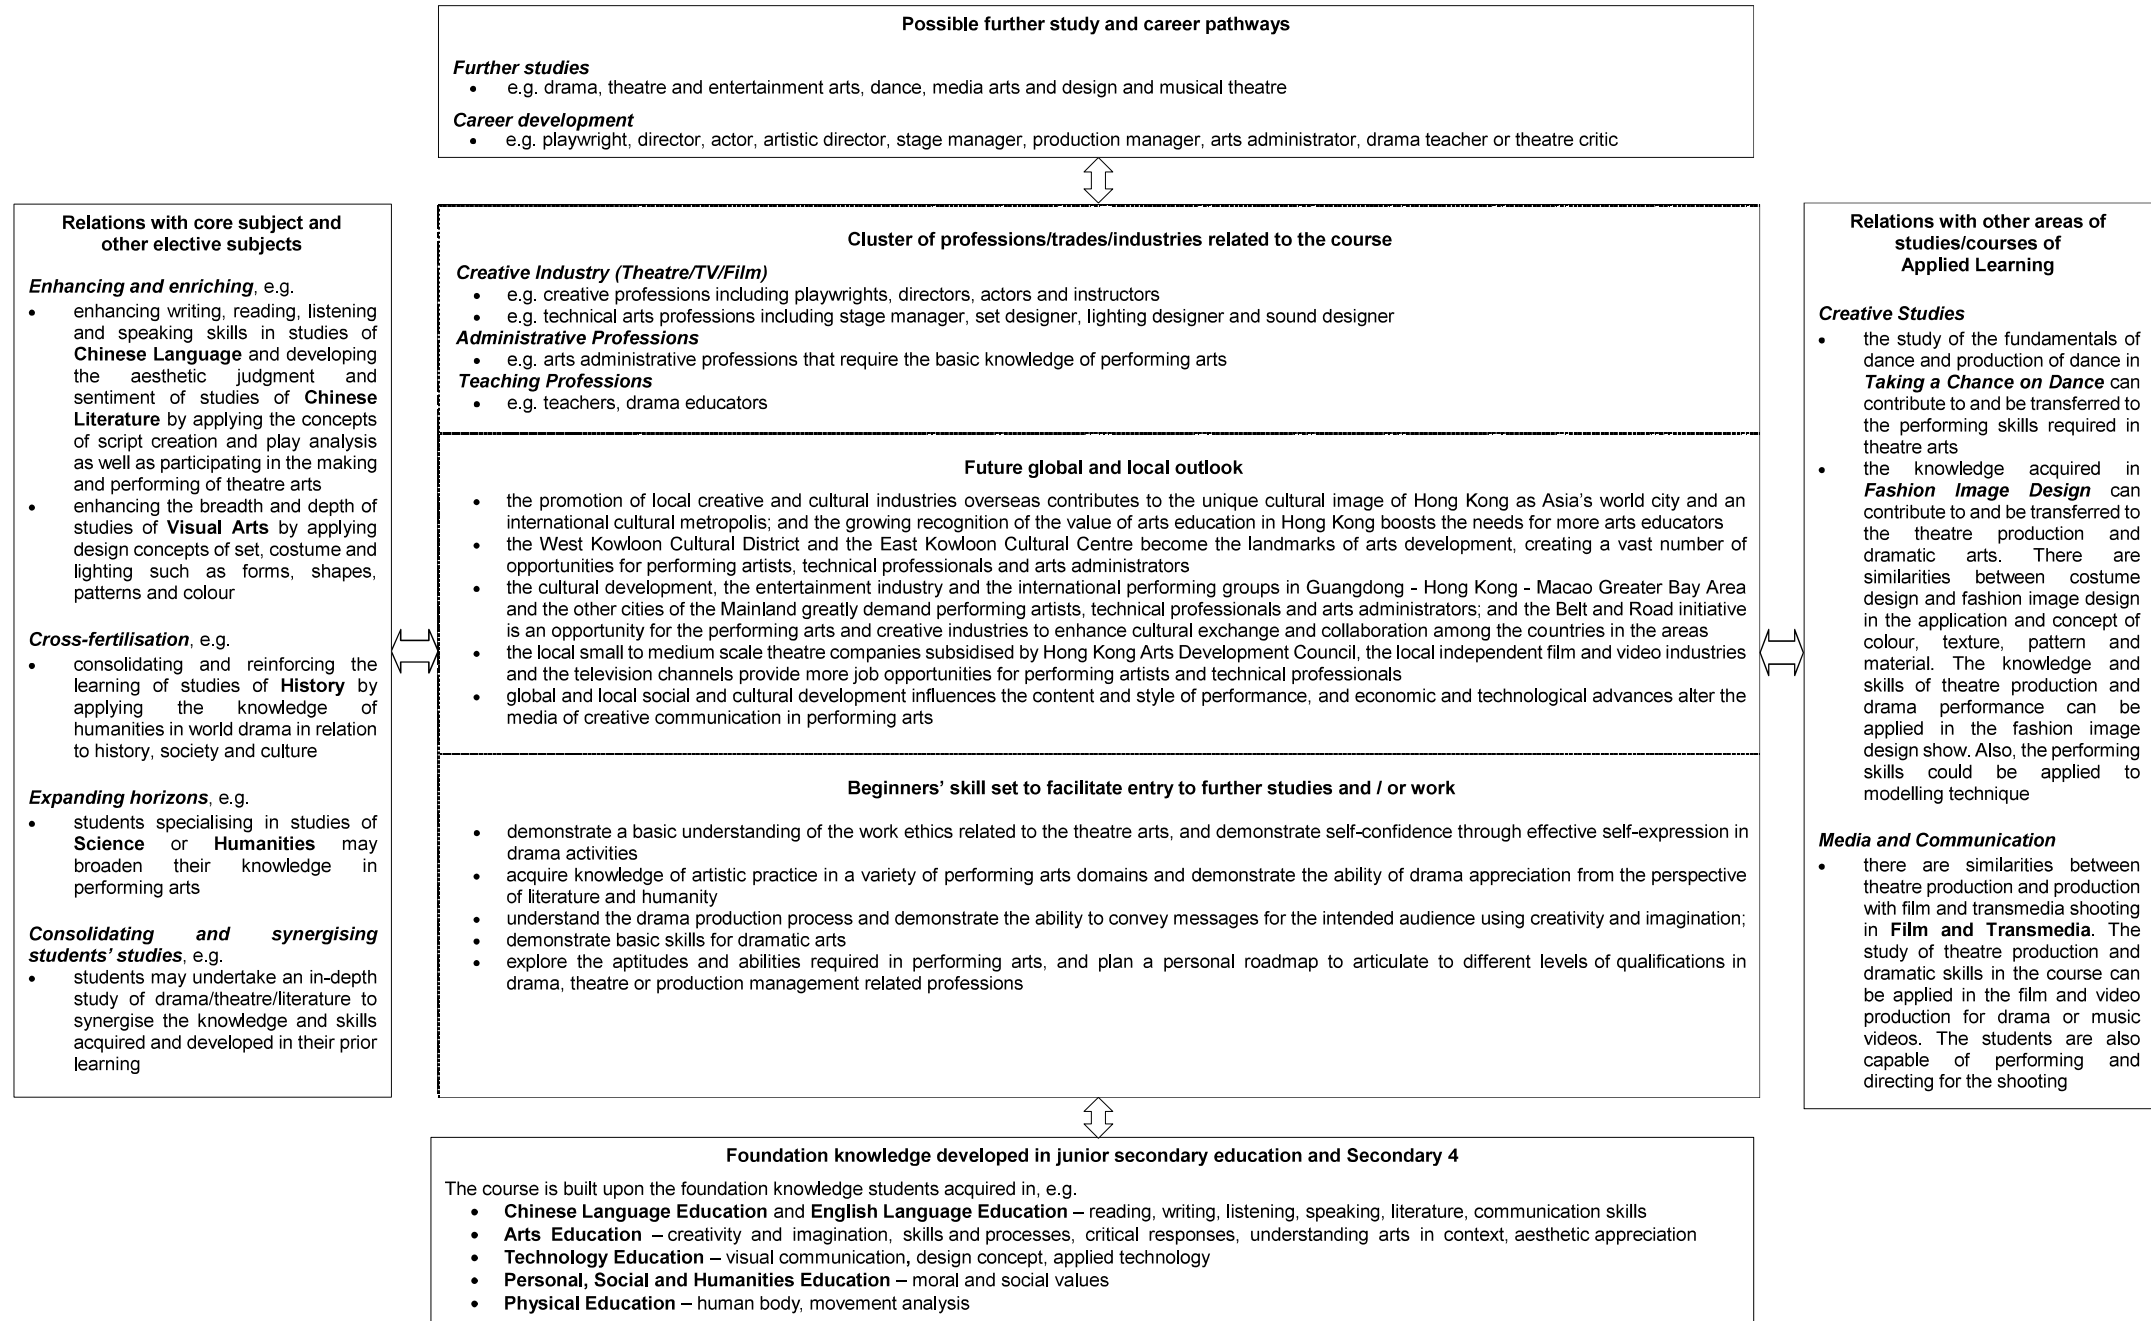 Possible further study and career pathways
Further studies
• e.g. drama, theatre and entertainment arts, dance, media arts and design and musical theatre
Career development
• e.g. playwright, director, actor, artistic director, stage manager, production manager, arts administrator, drama teacher or theatre critic
Relations with core subject and
other elective subjects
Enhancing and enriching, e.g.
• enhancing writing, reading, listening
and speaking skills in studies of
Chinese Language and developing
the aesthetic judgment and
sentiment of studies of Chinese
Literature by applying the concepts
of script creation and play analysis
as well as participating in the making
and performing of theatre arts
• enhancing the breadth and depth of
studies of Visual Arts by applying
design concepts of set, costume and
lighting such as forms, shapes,
patterns and colour
Cross-fertilisation, e.g.
• consolidating and reinforcing the
learning of studies of History by
applying the knowledge of
humanities in world drama in relation
to history, society and culture
Expanding horizons, e.g.
• students specialising in studies of
Science or Humanities may
broaden their knowledge in
performing arts
Consolidating and synergising
students' studies, e.g.
• students may undertake an in-depth
study of drama/theatre/literature to
synergise the knowledge and skills
acquired and developed in their prior
learning
Cluster of professions/trades/industries related to the course
Creative Industry (Theatre/TV/Film)
• e.g. creative professions including playwrights, directors, actors and instructors
• e.g. technical arts professions including stage manager, set designer, lighting designer and sound designer
Administrative Professions
• e.g. arts administrative professions that require the basic knowledge of performing arts
Teaching Professions
• e.g. teachers, drama educators
Future global and local outlook
• the promotion of local creative and cultural industries overseas contributes to the unique cultural image of Hong Kong as Asia's world city and an
international cultural metropolis; and the growing recognition of the value of arts education in Hong Kong boosts the needs for more arts educators
• the West Kowloon Cultural District and the East Kowloon Cultural Centre become the landmarks of arts development, creating a vast number of
opportunities for performing artists, technical professionals and arts administrators
• the cultural development, the entertainment industry and the international performing groups in Guangdong - Hong Kong - Macao Greater Bay Area
and the other cities of the Mainland greatly demand performing artists, technical professionals and arts administrators; and the Belt and Road initiative
is an opportunity for the performing arts and creative industries to enhance cultural exchange and collaboration among the countries in the areas
• the local small to medium scale theatre companies subsidised by Hong Kong Arts Development Council, the local independent film and video industries
and the television channels provide more job opportunities for performing artists and technical professionals
• global and local social and cultural development influences the content and style of performance, and economic and technological advances alter the
media of creative communication in performing arts
Beginners' skill set to facilitate entry to further studies and / or work
• demonstrate a basic understanding of the work ethics related to the theatre arts, and demonstrate self-confidence through effective self-expression in
drama activities
• acquire knowledge of artistic practice in a variety of performing arts domains and demonstrate the ability of drama appreciation from the perspective
of literature and humanity
• understand the drama production process and demonstrate the ability to convey messages for the intended audience using creativity and imagination;
• demonstrate basic skills for dramatic arts
• explore the aptitudes and abilities required in performing arts, and plan a personal roadmap to articulate to different levels of qualifications in
drama, theatre or production management related professions
Relations with other areas of
studies/courses of
Applied Learning
Creative Studies
• the study of the fundamentals of
dance and production of dance in
Taking a Chance on Dance can
contribute to and be transferred to
the performing skills required in
theatre arts
• the knowledge acquired in
Fashion Image Design can
contribute to and be transferred to
the theatre production and
dramatic arts. There are
similarities between costume
design and fashion image design
in the application and concept of
colour, texture, pattern and
material. The knowledge and
skills of theatre production and
drama performance can be
applied in the fashion image
design show. Also, the performing
skills could be applied to
modelling technique
Media and Communication
• there are similarities between
theatre production and production
with film and transmedia shooting
in Film and Transmedia. The
study of theatre production and
dramatic skills in the course can
be applied in the film and video
production for drama or music
videos. The students are also
capable of performing and
directing for the shooting
Foundation knowledge developed in junior secondary education and Secondary 4
The course is built upon the foundation knowledge students acquired in, e.g.
• Chinese Language Education and English Language Education – reading, writing, listening, speaking, literature, communication skills
• Arts Education – creativity and imagination, skills and processes, critical responses, understanding arts in context, aesthetic appreciation
• Technology Education – visual communication, design concept, applied technology
• Personal, Social and Humanities Education – moral and social values
• Physical Education – human body, movement analysis